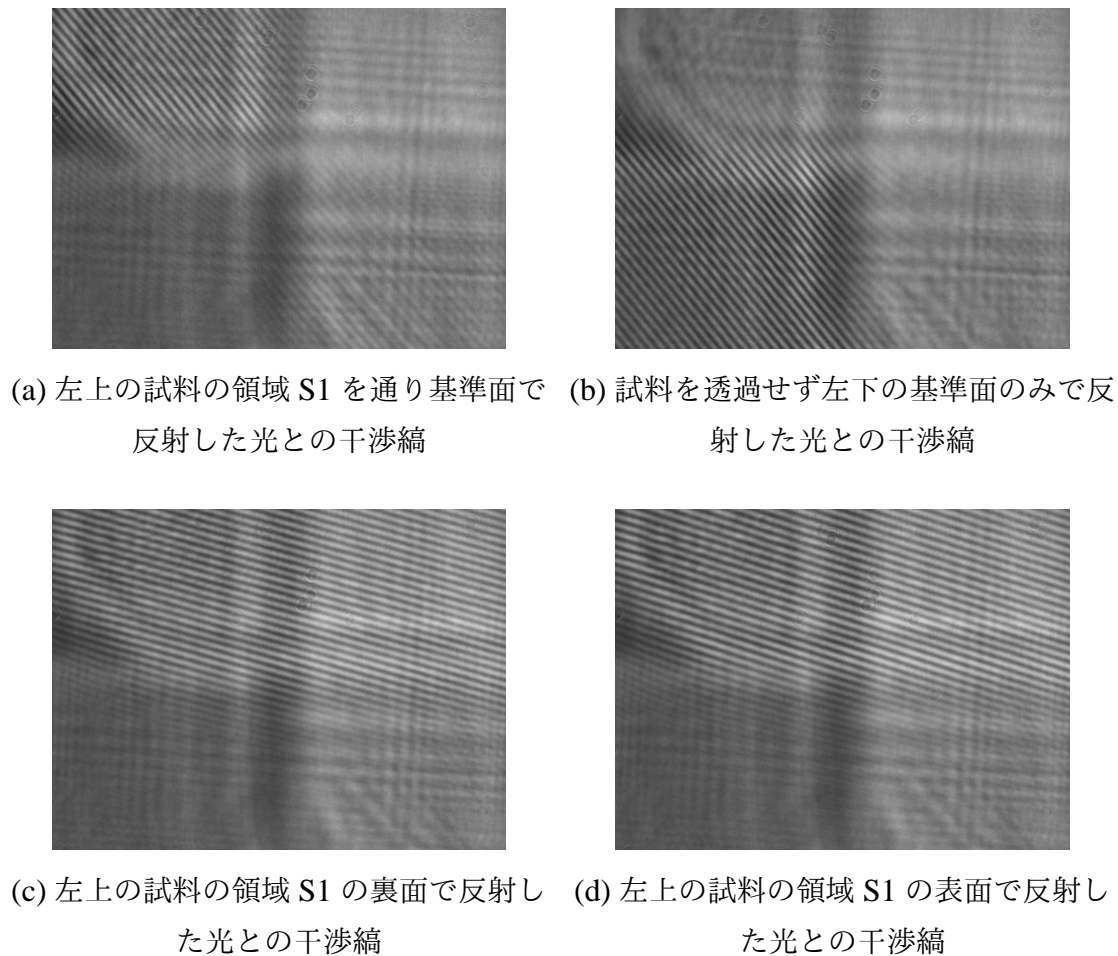 (a) 左上の試料の領域 S1 を通り基準面で
反射した光との干渉縞
(b) 試料を透過せず左下の基準面のみで反
射した光との干渉縞
(c) 左上の試料の領域 S1 の裏面で反射し
た光との干渉縞
(d) 左上の試料の領域 S1 の表面で反射し
た光との干渉縞